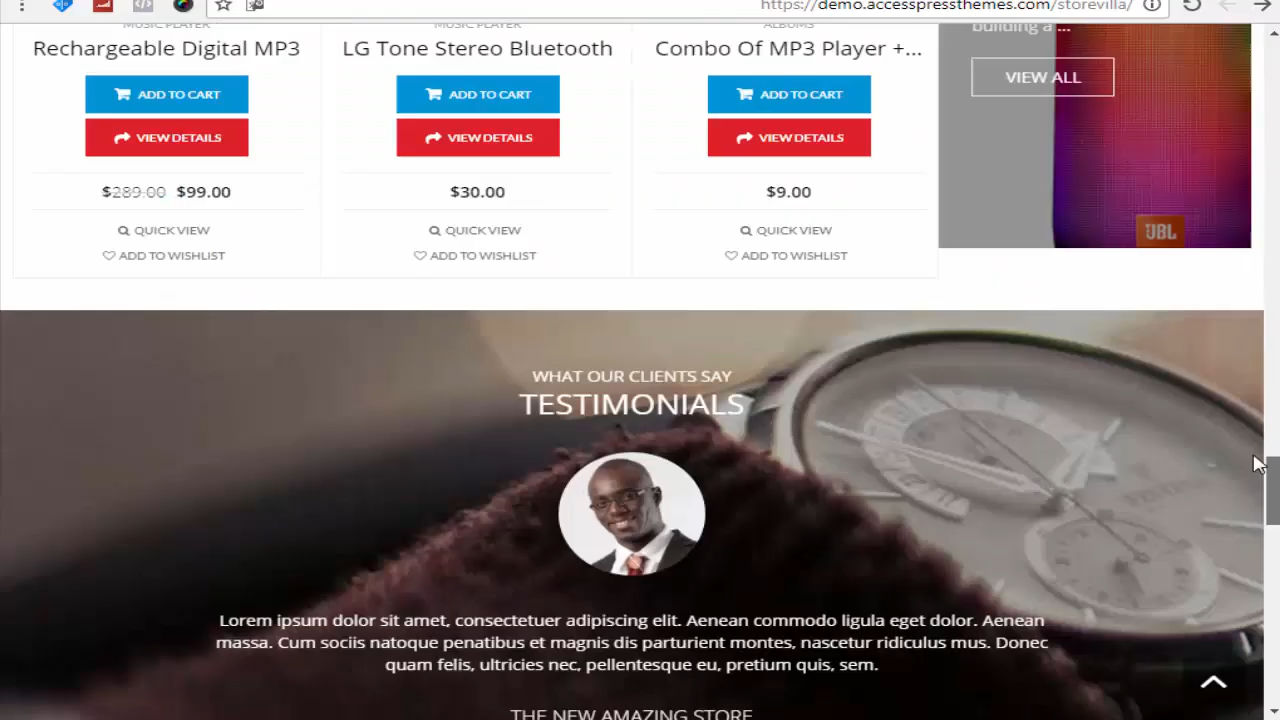 https://demo.accesspressthemes.com/storevilla/
MUSIC PLAYER
MUSIC PLAYER
ALBUMS
building a ...
Rechargeable Digital MP3
LG Tone Stereo Bluetooth
Combo Of MP3 Player +...
VIEW ALL
ADD TO CART
ADD TO CART
ADD TO CART
VIEW DETAILS
VIEW DETAILS
VIEW DETAILS
$289.00 $99.00
$30.00
$9.00
QUICK VIEW
QUICK VIEW
QUICK VIEW
JBL
ADD TO WISHLIST
ADD TO WISHLIST
ADD TO WISHLIST
WHAT OUR CLIENTS SAY
TESTIMONIALS
Lorem ipsum dolor sit amet, consectetuer adipiscing elit. Aenean commodo ligula eget dolor. Aenean
massa. Cum sociis natoque penatibus et magnis dis parturient montes, nascetur ridiculus mus. Donec
quam felis, ultricies nec, pellentesque eu, pretium quis, sem.
THE NEW AMAZING STORE